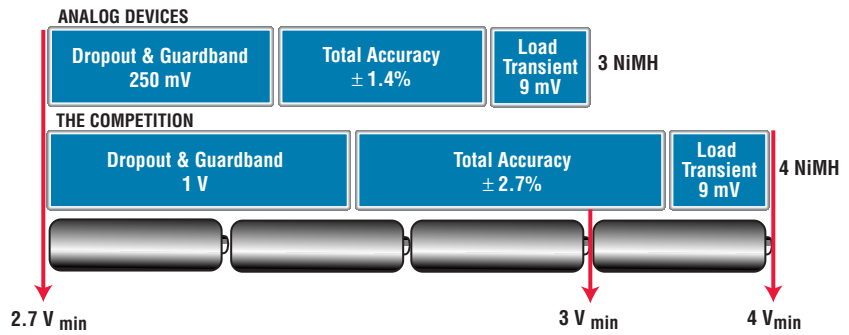 ANALOG DEVICES
Dropout & Guardband
250 mV
Total Accuracy
± 1.4%
Load
Transient
9 mV
3 NiMH
THE COMPETITION
Dropout & Guardband
1 V
Total Accuracy
± 2.7%
Load
Transient
9 mV
4 NiMH
2.7 V min
3 V min
4 Vmin